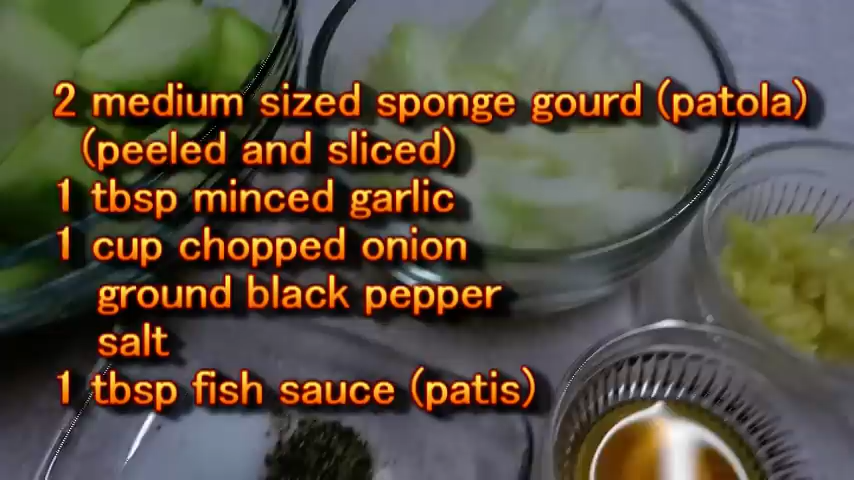 2 medium sized sponge gourd (patola)
(peeled and sliced)
1 tbsp minced garlic
1 cup chopped onion
ground black pepper
salt
1 tbsp fish sauce (patis)